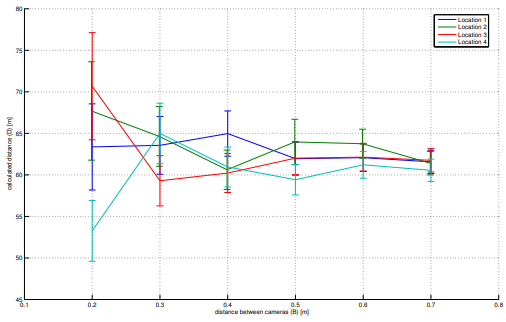 80
75
70
65
60
55
50
45
0.1
0.2
0.3
0.4
0.5
0.6
0.7
0.8
calculated distance (D) [m]
distance between cameras (B) [m]
Location 1
Location 2
Location 3
Location 4